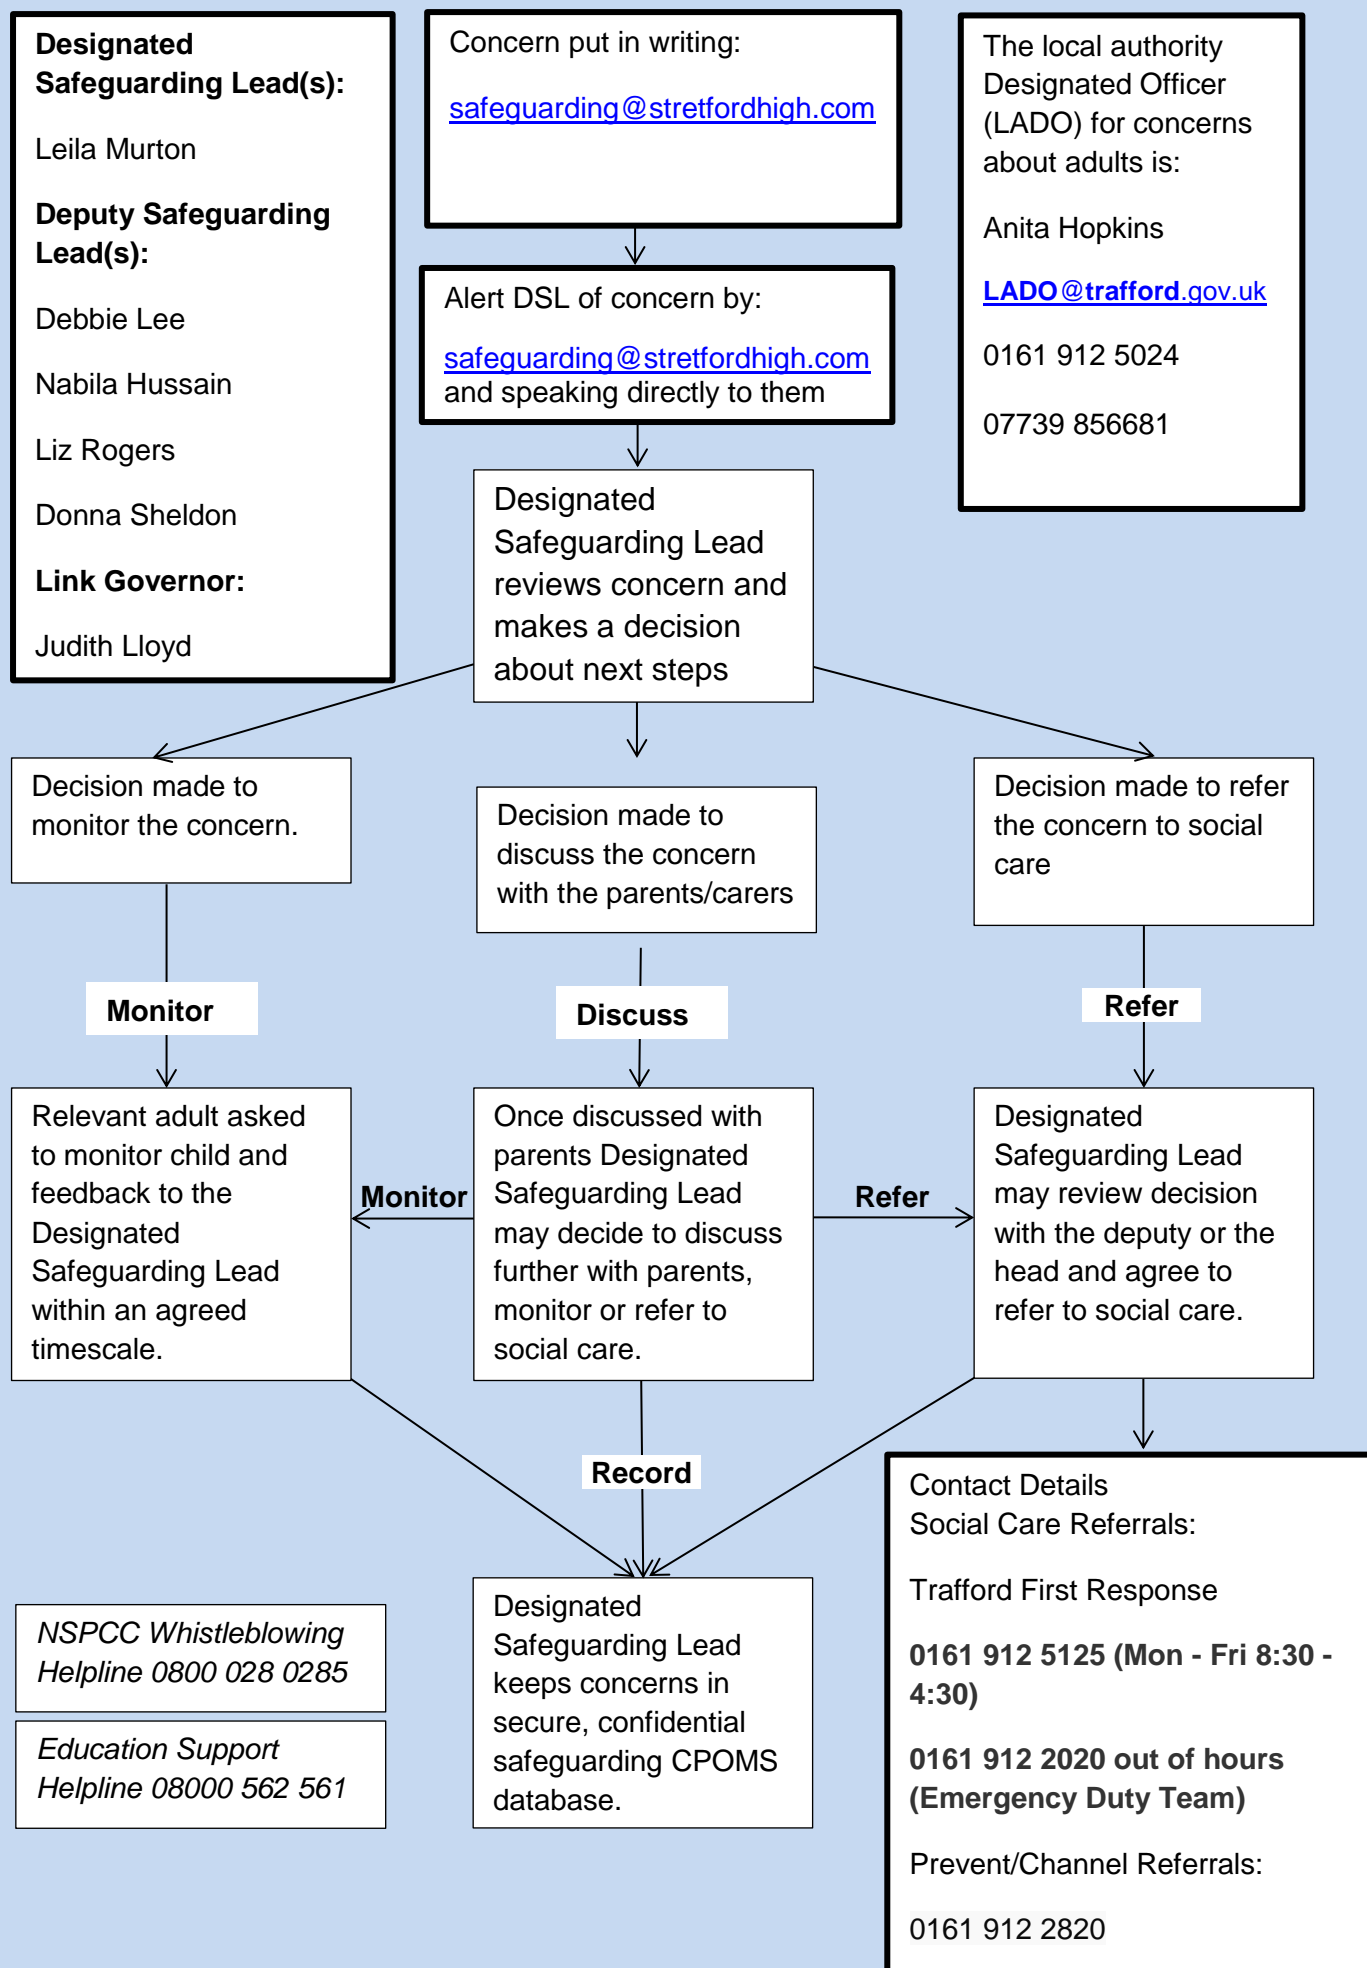 Designated
Safeguarding Lead(s):
Leila Murton
Deputy Safeguarding
Lead(s):
Debbie Lee
Nabila Hussain
Liz Rogers
Donna Sheldon
Link Governor:
Judith Lloyd
Concern put in writing:
safeguarding@stretfordhigh.com
Alert DSL of concern by:
safeguarding@stretfordhigh.com
and speaking directly to them
The local authority
Designated Officer
(LADO) for concerns
about adults is:
Anita Hopkins
LADO@trafford.gov.uk
0161 912 5024
07739 856681
Designated
Safeguarding Lead
reviews concern and
makes a decision
about next steps
Decision made to
monitor the concern.
Decision made to
discuss the concern
with the parents/carers
Decision made to refer
the concern to social
care
Monitor
Discuss
Refer
Relevant adult asked
to monitor child and
feedback to the
Designated
Safeguarding Lead
within an agreed
timescale.
Monitor
Once discussed with
parents Designated
Safeguarding Lead
may decide to discuss
further with parents,
monitor or refer to
social care.
Refer
Designated
Safeguarding Lead
may review decision
with the deputy or the
head and agree to
refer to social care.
Record
Designated
Safeguarding Lead
keeps concerns in
secure, confidential
safeguarding CPOMS
database.
NSPCC Whistleblowing
Helpline 0800 028 0285
Education Support
Helpline 08000 562 561
Contact Details
Social Care Referrals:
Trafford First Response
0161 912 5125 (Mon - Fri 8:30 -
4:30)
0161 912 2020 out of hours
(Emergency Duty Team)
Prevent/Channel Referrals:
0161 912 2820